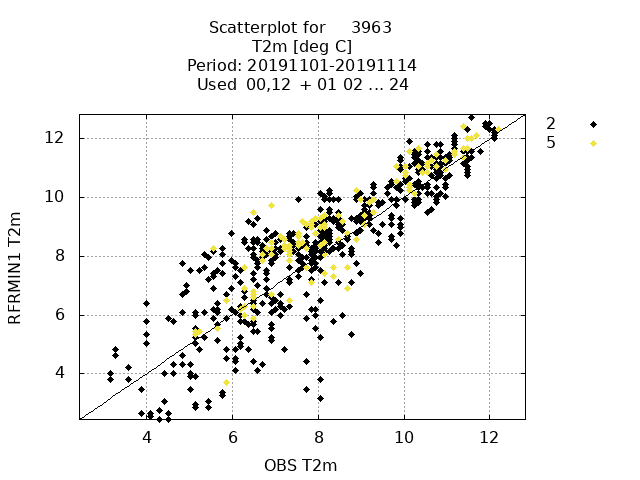 Scatterplot for 3963
T2m [deg C]
Period: 20191101-20191114
Used 00,12 + 01 02 ... 24
2
5
12
10
8
6
4
RFRMIN1 T2m
4 6 8 10 12
OBS T2m